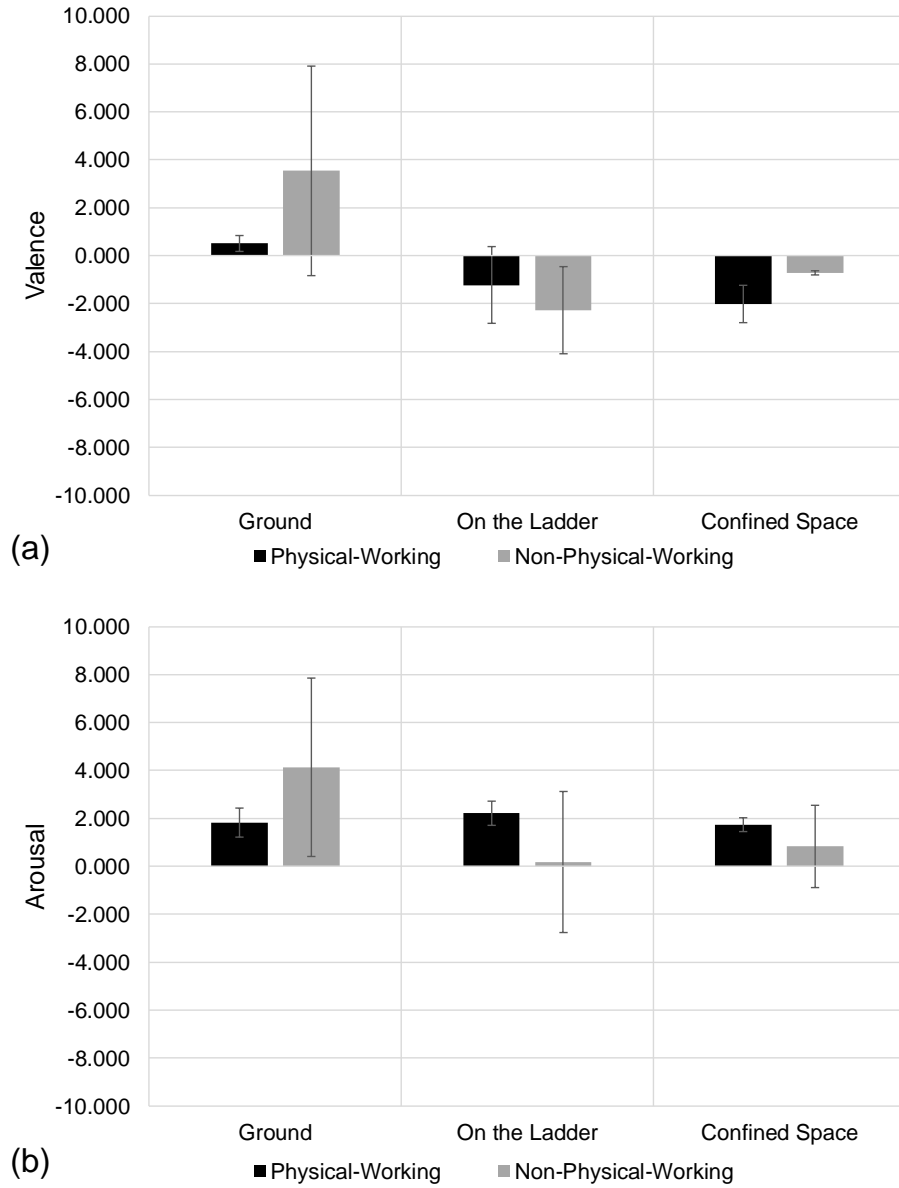 10.000
8.000
6.000
4.000
2.000
0.000
-2.000
-4.000
-6.000
-8.000
-10.000
Valence
Ground On the Ladder Confined Space
(a)
Physical-Working Non-Physical-Working
10.000
8.000
6.000
4.000
2.000
0.000
-2.000
-4.000
-6.000
-8.000
-10.000
Arousal
Ground On the Ladder Confined Space
(b)
Physical-Working Non-Physical-Working